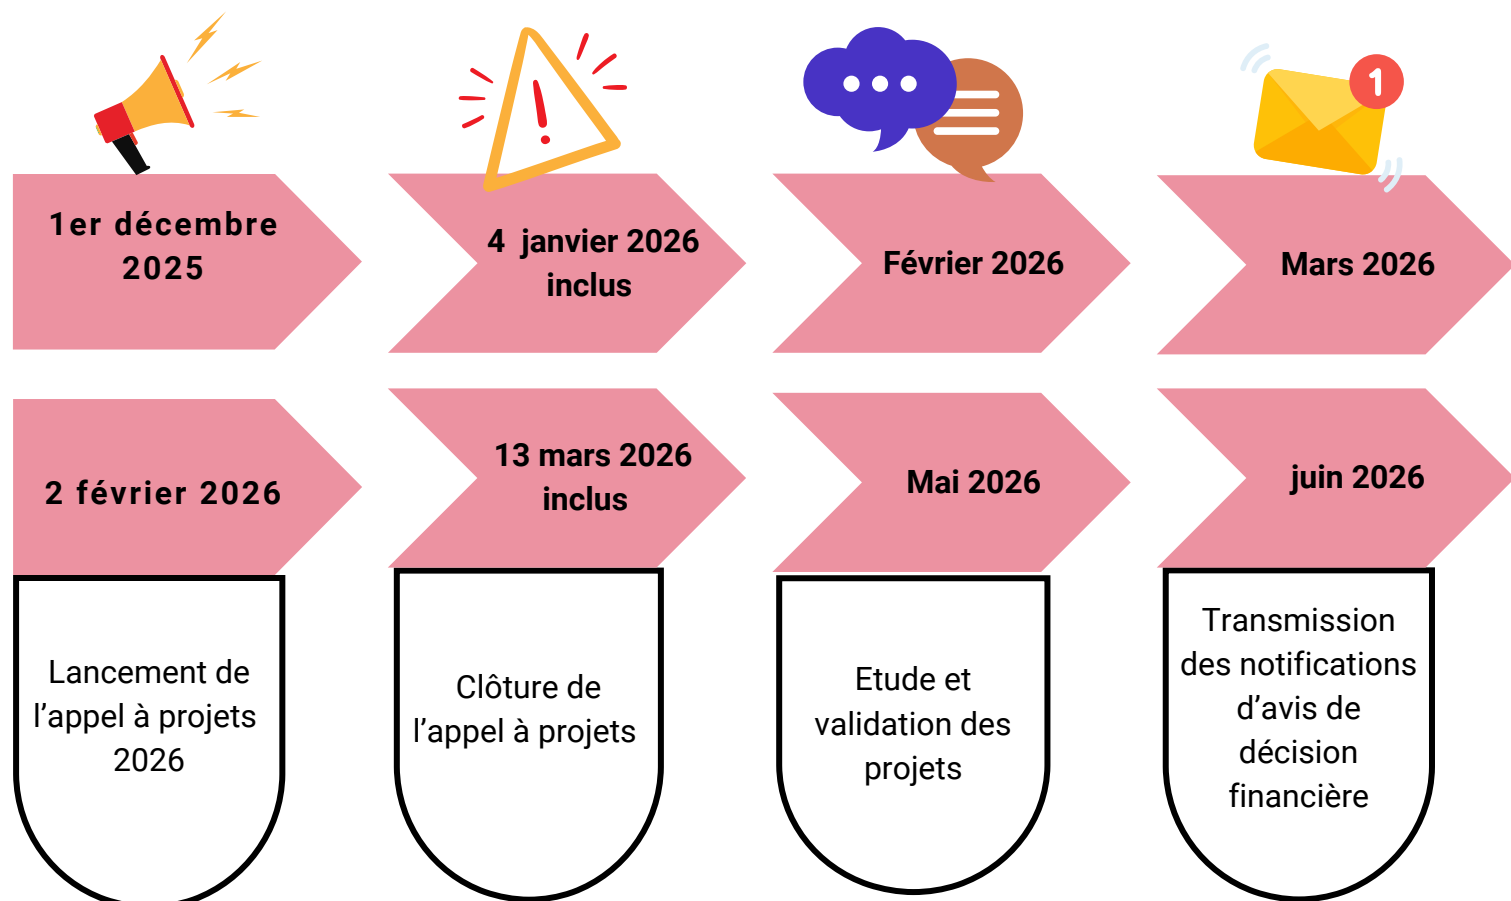 1
1er décembre
2025
4 janvier 2026
inclus
Février 2026
Mars 2026
2 février 2026
13 mars 2026
inclus
Mai 2026
juin 2026
Lancement de
l’appel à projets
2026
Clôture de
l’appel à projets
Etude et
validation des
projets
Transmission
des notifications
d’avis de
décision
financière